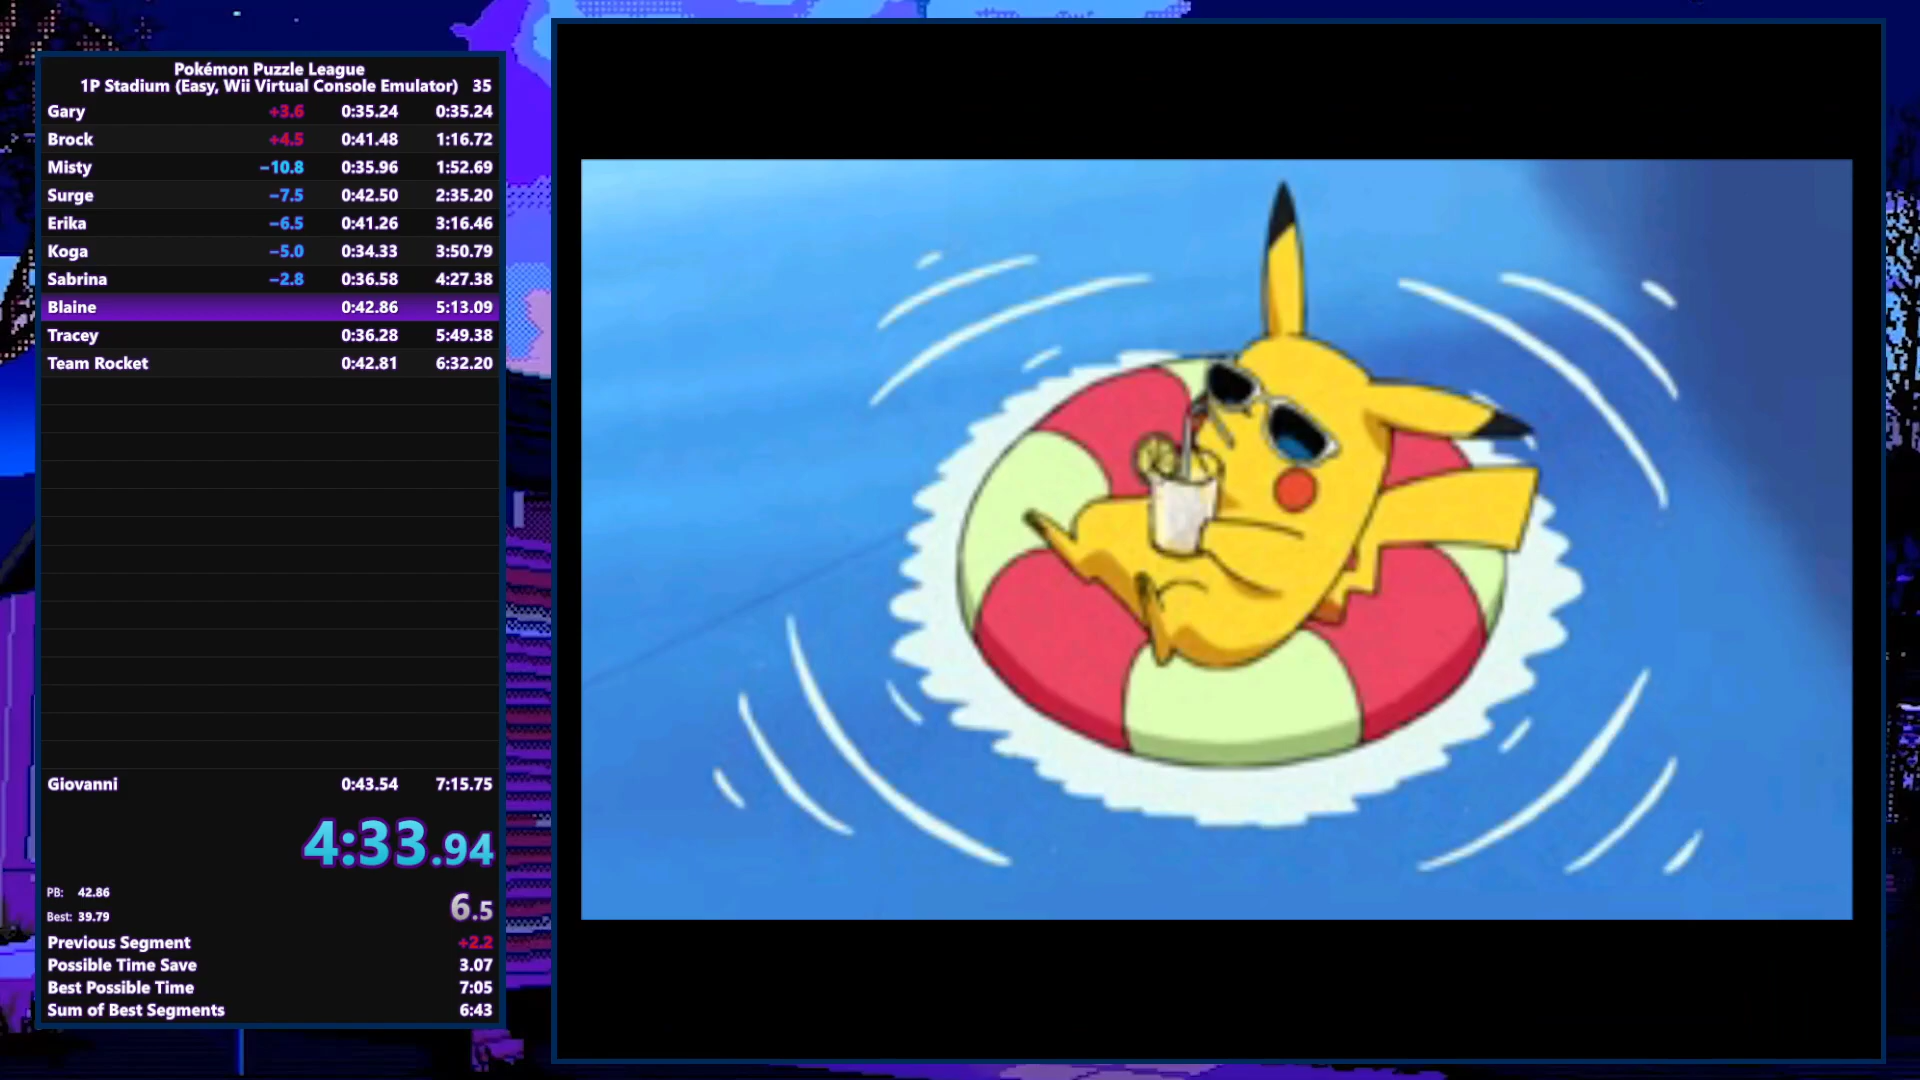 Pokémon Puzzle League
1P Stadium (Easy, Wii Virtual Console Emulator) 35
Gary +3.6 0:35.24 0:35.24
Brock +4.5 0:41.48 1:16.72
Misty −10.8 0:35.96 1:52.69
Surge −7.5 0:42.50 2:35.20
Erika −6.5 0:41.26 3:16.46
Koga −5.0 0:34.33 3:50.79
Sabrina −2.8 0:36.58 4:27.38
Blaine 0:42.86 5:13.09
Tracey 0:36.28 5:49.38
Team Rocket 0:42.81 6:32.20
Giovanni 0:43.54 7:15.75
4:33.94
PB: 42.86
Best: 39.79
6.5
Previous Segment +2.2
Possible Time Save 3.07
Best Possible Time 7:05
Sum of Best Segments 6:43